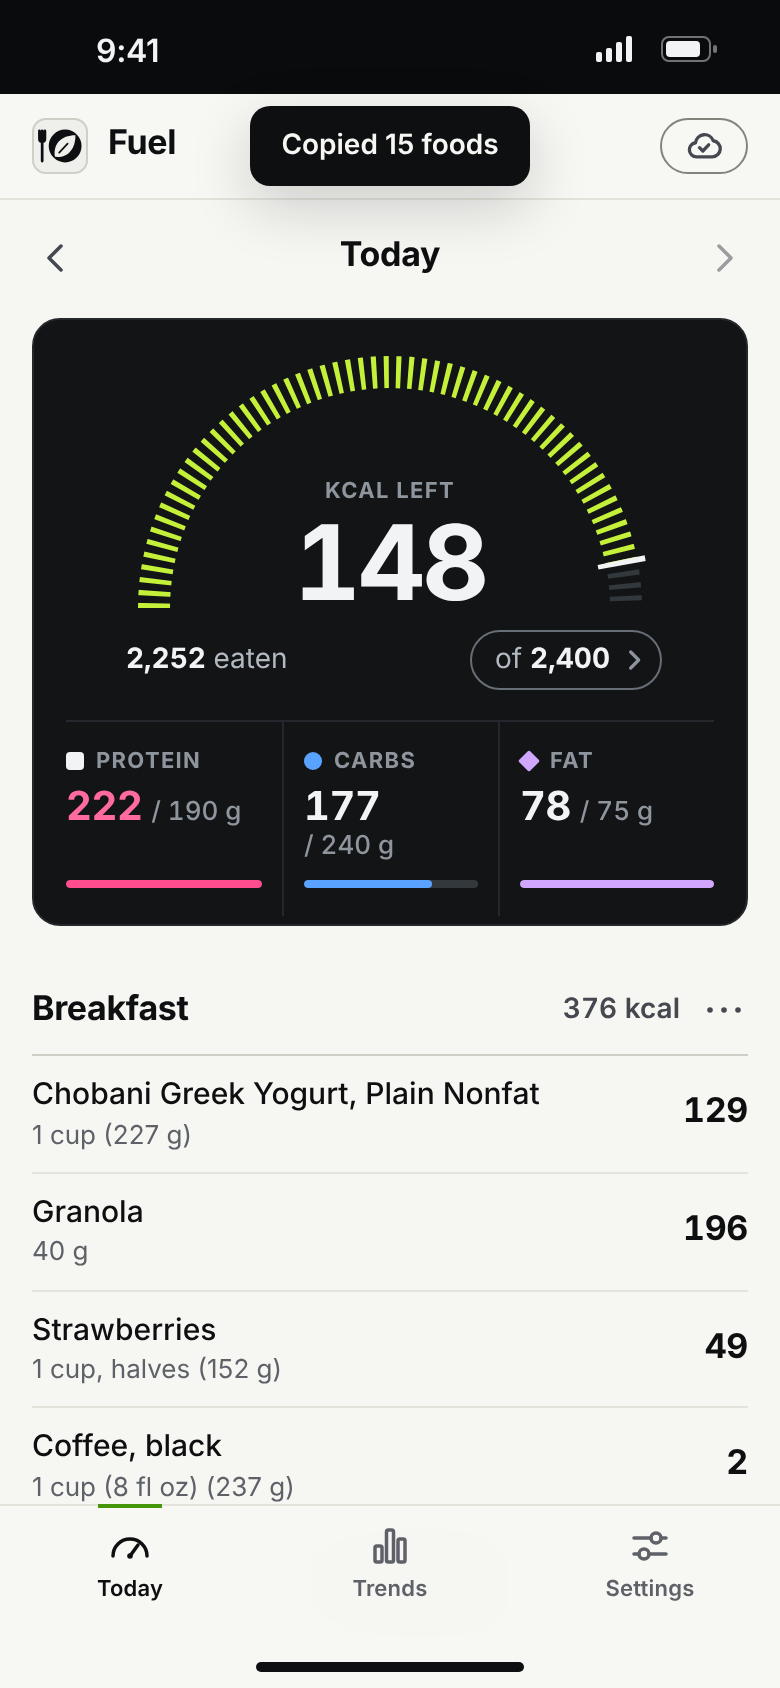 9:41
Fuel
Copied 15 foods
Today
KCAL LEFT
148
2,252 eaten
of 2,400
PROTEIN
222 / 190 g
CARBS
177
/ 240 g
FAT
78 / 75 g
Breakfast
376 kcal
Chobani Greek Yogurt, Plain Nonfat
1 cup (227 g)
129
Granola
40 g
196
Strawberries
1 cup, halves (152 g)
49
Coffee, black
1 cup (8 fl oz) (237 g)
2
Today
Trends
Settings